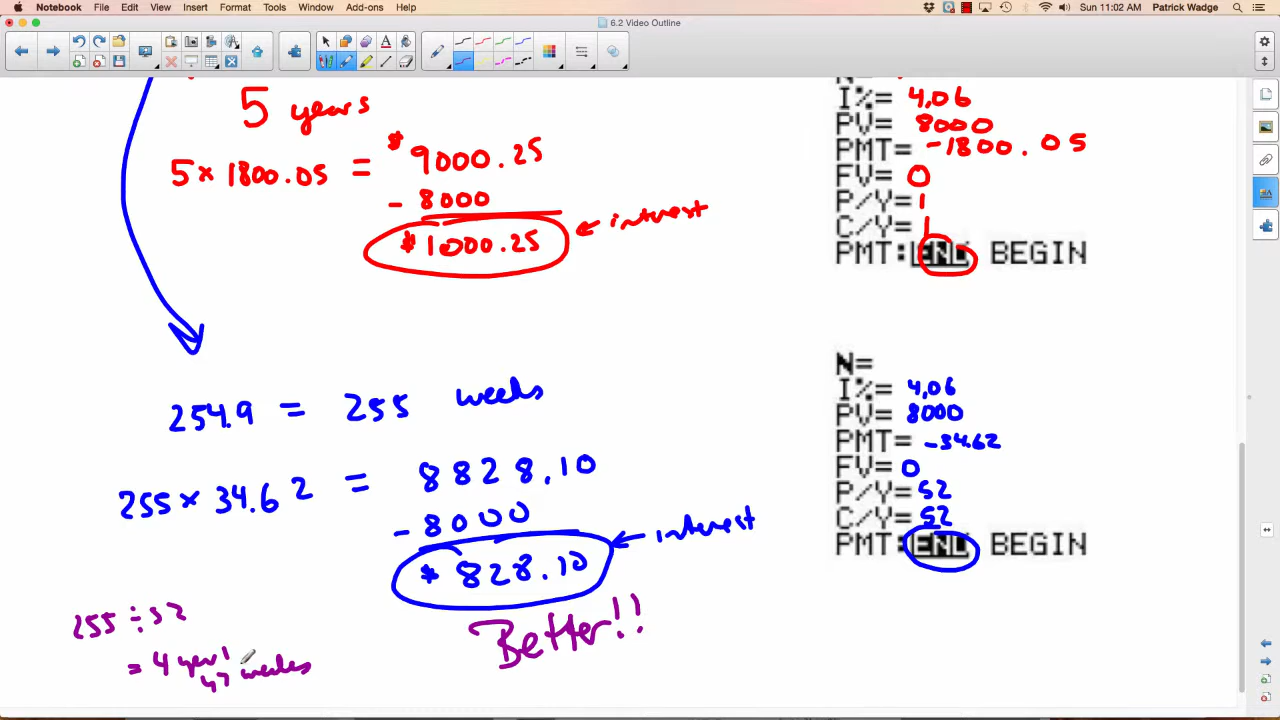 Notebook File Edit View Insert Format Tools Window Add-ons Help Sun 11:02 AM Patrick Wadge
6.2 Video Outline
5 years
5 × 1800.05 = $9000.25
- 8000
$1000.25 ← interest
254.9 = 255 weeks
255 × 34.62 = 8828.10
- 8000
$828.10 ← interest
Better!!
255 ÷ 52
= 4 years
47 weeks
N=
I%= 4.06
PV= 8000
PMT= -1800.05
FV= 0
P/Y= 1
C/Y= 1
PMT: END BEGIN
N=
I%= 4.06
PV= 8000
PMT= -34.62
FV= 0
P/Y= 52
C/Y= 52
PMT: END BEGIN